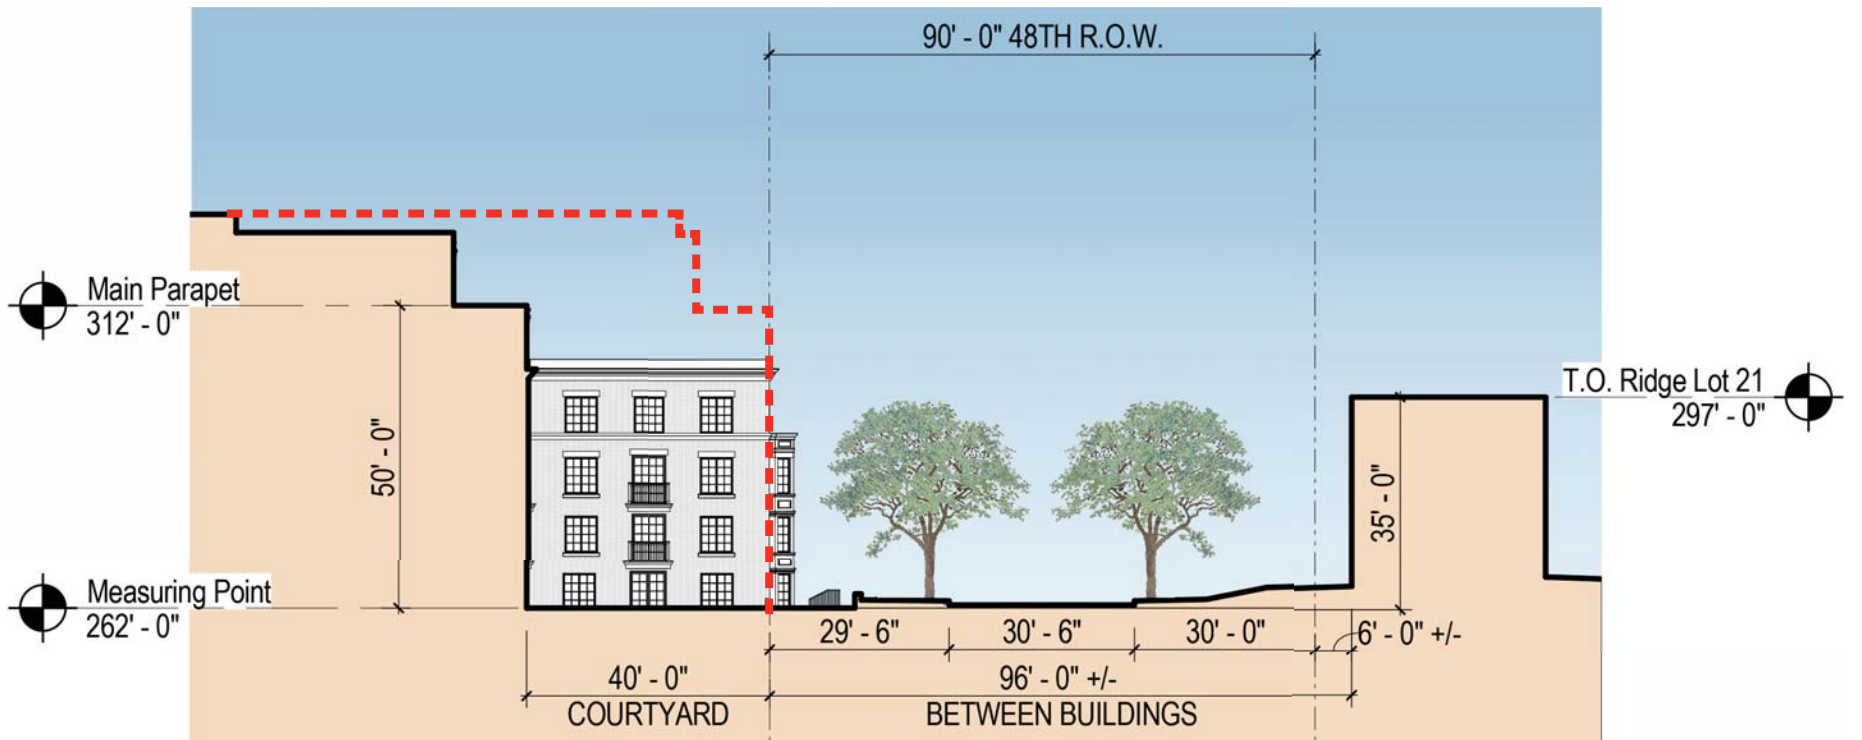 90' - 0" 48TH R.O.W.
Main Parapet
312' - 0"
T.O. Ridge Lot 21
297' - 0"
50' - 0"
35' - 0"
Measuring Point
262' - 0"
29' - 6"
30' - 6"
30' - 0"
6' - 0" +/-
40' - 0"
96' - 0" +/-
COURTYARD
BETWEEN BUILDINGS